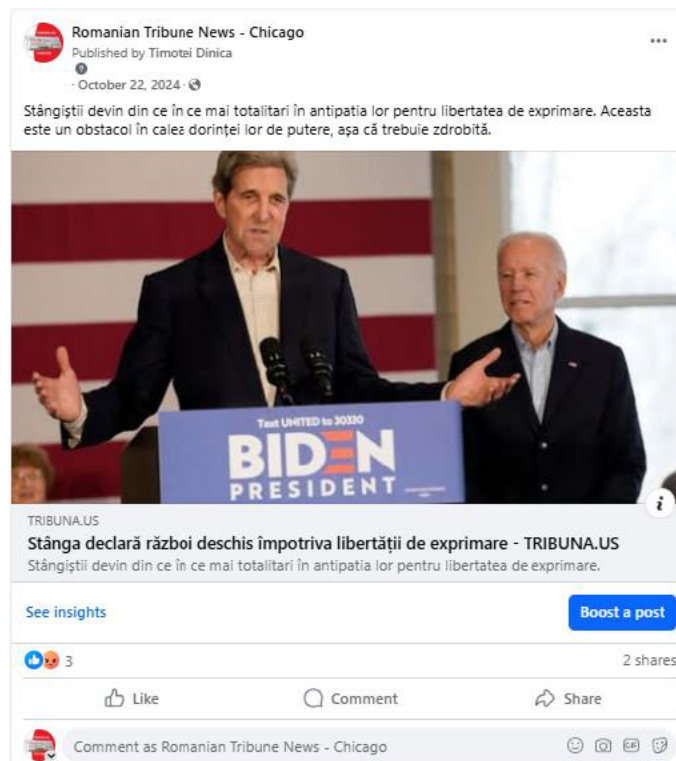 Romanian Tribune News - Chicago
Published by Timotei Dinica
· October 22, 2024 ·
Stângiștii devin din ce în ce mai totalitari în antipatia lor pentru libertatea de exprimare. Aceasta
este un obstacol în calea dorinței lor de putere, așa că trebuie zdrobită.
Text UNITED to 30330
BIDEN
PRESIDENT
TRIBUNA.US
Stânga declară război deschis împotriva libertății de exprimare - TRIBUNA.US
Stângiștii devin din ce în ce mai totalitari în antipatia lor pentru libertatea de exprimare.
See insights
Boost a post
3
2 shares
Like
Comment
Share
Comment as Romanian Tribune News - Chicago
GIF